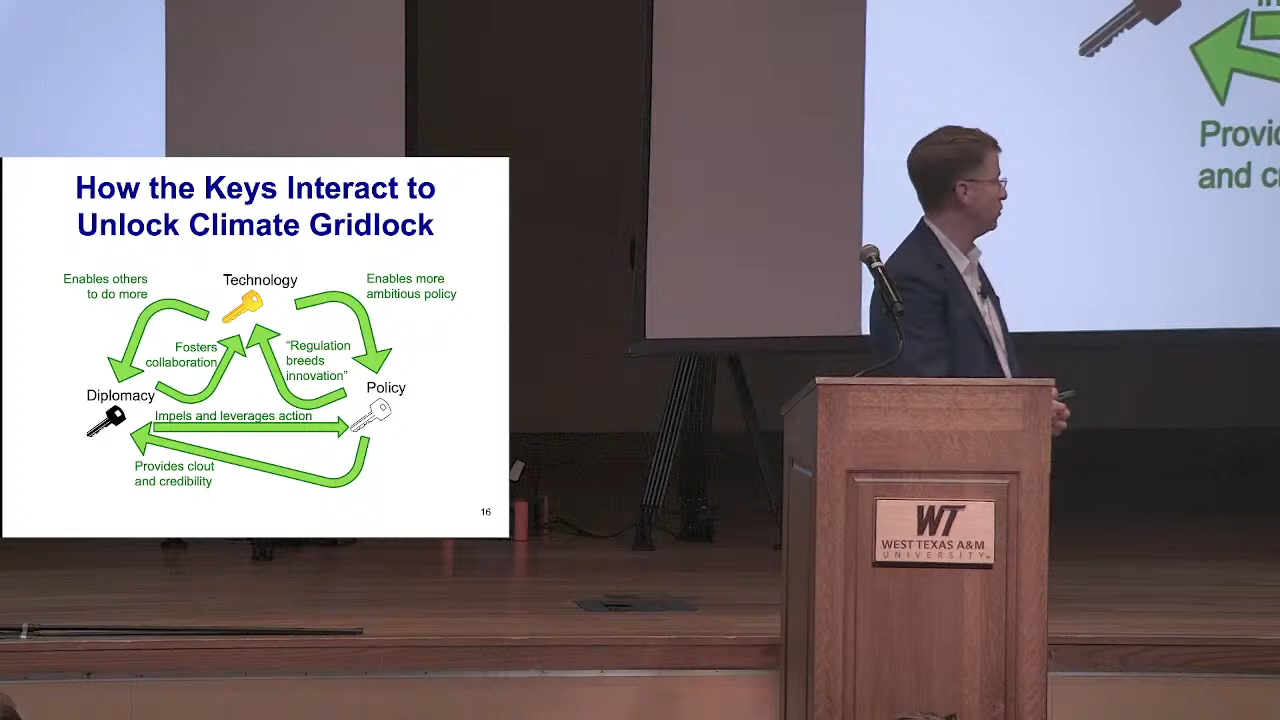 How the Keys Interact to
Unlock Climate Gridlock
Enables others
to do more
Technology
Enables more
ambitious policy
Fosters
collaboration
“Regulation
breeds
innovation”
Diplomacy
Policy
Impels and leverages action
Provides clout
and credibility
16
and c
WT
WEST TEXAS A&M
UNIVERSITY